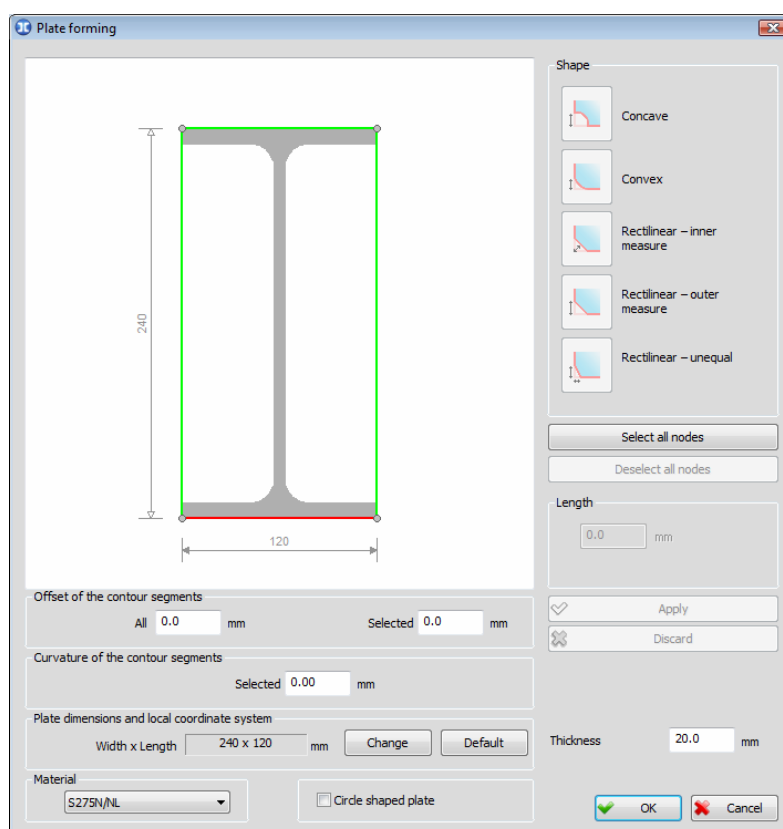 Plate forming
240
120
Shape
Concave
Convex
Rectilinear – inner
measure
Rectilinear – outer
measure
Rectilinear – unequal
Select all nodes
Deselect all nodes
Length
0.0 mm
Offset of the contour segments
All 0.0 mm Selected 0.0 mm
Apply
Discard
Curvature of the contour segments
Selected 0.00 mm
Plate dimensions and local coordinate system
Width x Length 240 x 120 mm Change Default
Thickness 20.0 mm
Material
S275N/NL
Circle shaped plate
OK Cancel